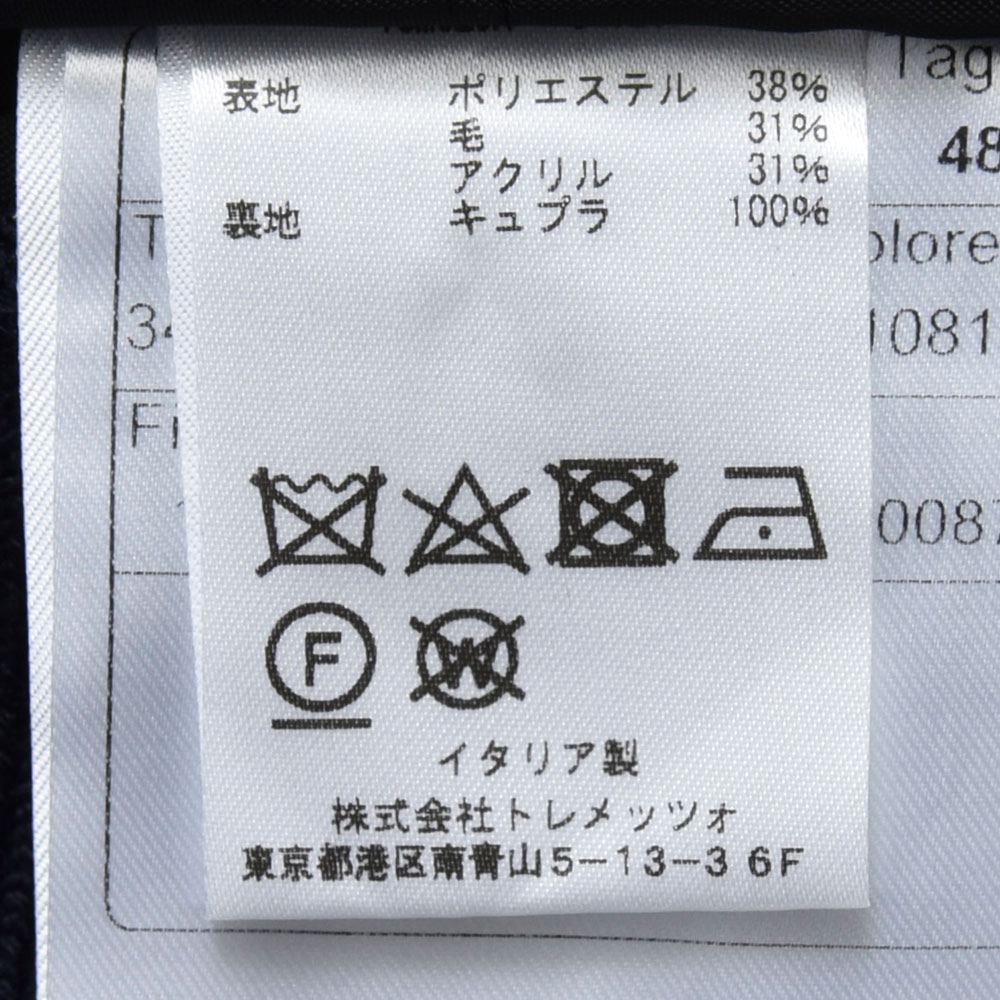 表地 ポリエステル 38%
毛 31%
アクリル 31%
裏地 キュプラ 100%
F
W
イタリア製
株式会社トレメッツォ
東京都港区南青山5-13-3 6F
Tag
48